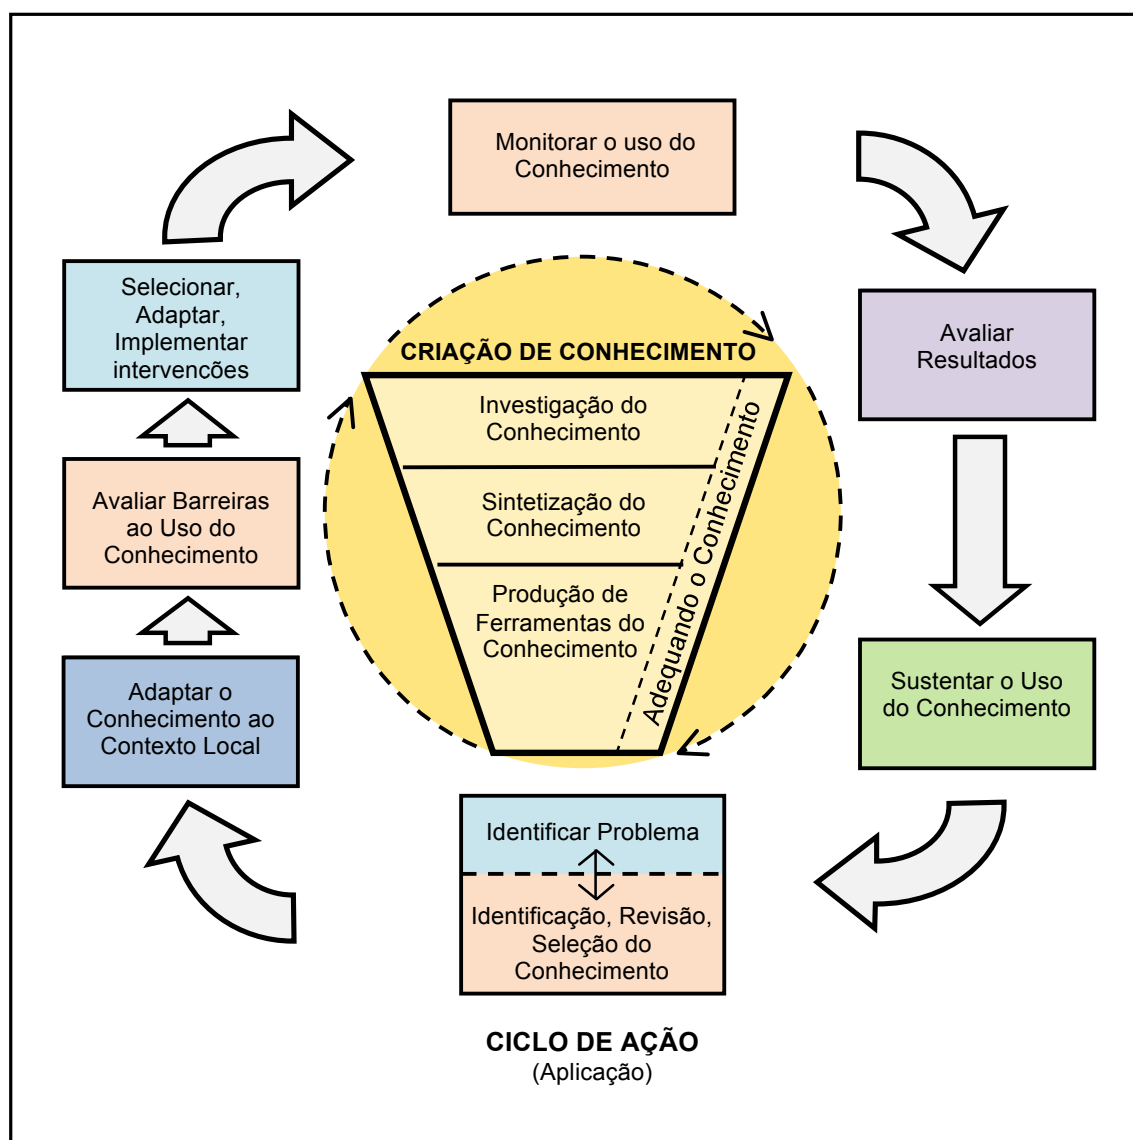 Monitorar o uso do
Conhecimento
Selecionar,
Adaptar,
Implementar
intervencões
Avaliar
Resultados
CRIAÇÃO DE CONHECIMENTO
Investigação do
Conhecimento
Sintetização do
Conhecimento
Produção de
Ferramentas do
Conhecimento
Adequando o Conhecimento
Avaliar Barreiras
ao Uso do
Conhecimento
Adaptar o
Conhecimento ao
Contexto Local
Sustentar o Uso
do Conhecimento
Identificar Problema
Identificação, Revisão,
Seleção do
Conhecimento
CICLO DE AÇÃO
(Aplicação)